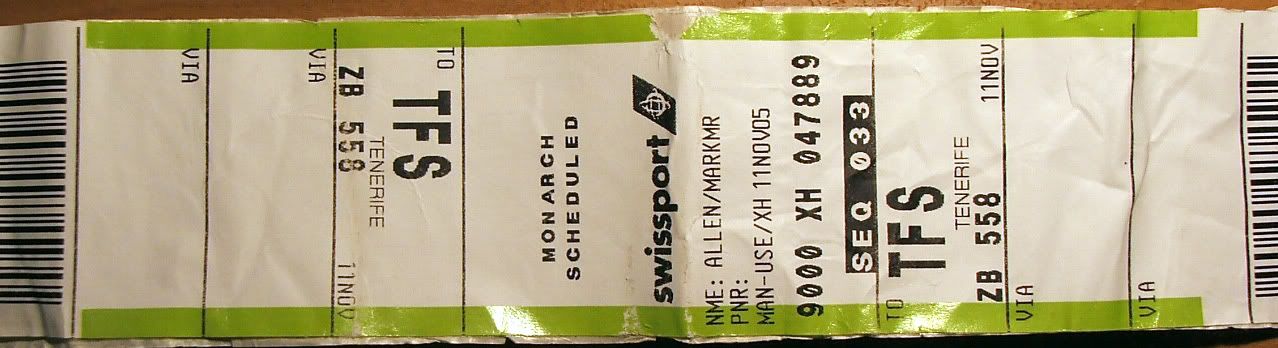 TO
TFS
TENERIFE
ZB 558
11NOV
VIA
VIA
MONARCH
SCHEDULED
swissport
NME: ALLEN/MARKMR
PNR:
MAN-USE/XH 11NOV05
9000 XH 047889
SEQ 033
TO TFS
TENERIFE
ZB 558 11NOV
VIA
VIA